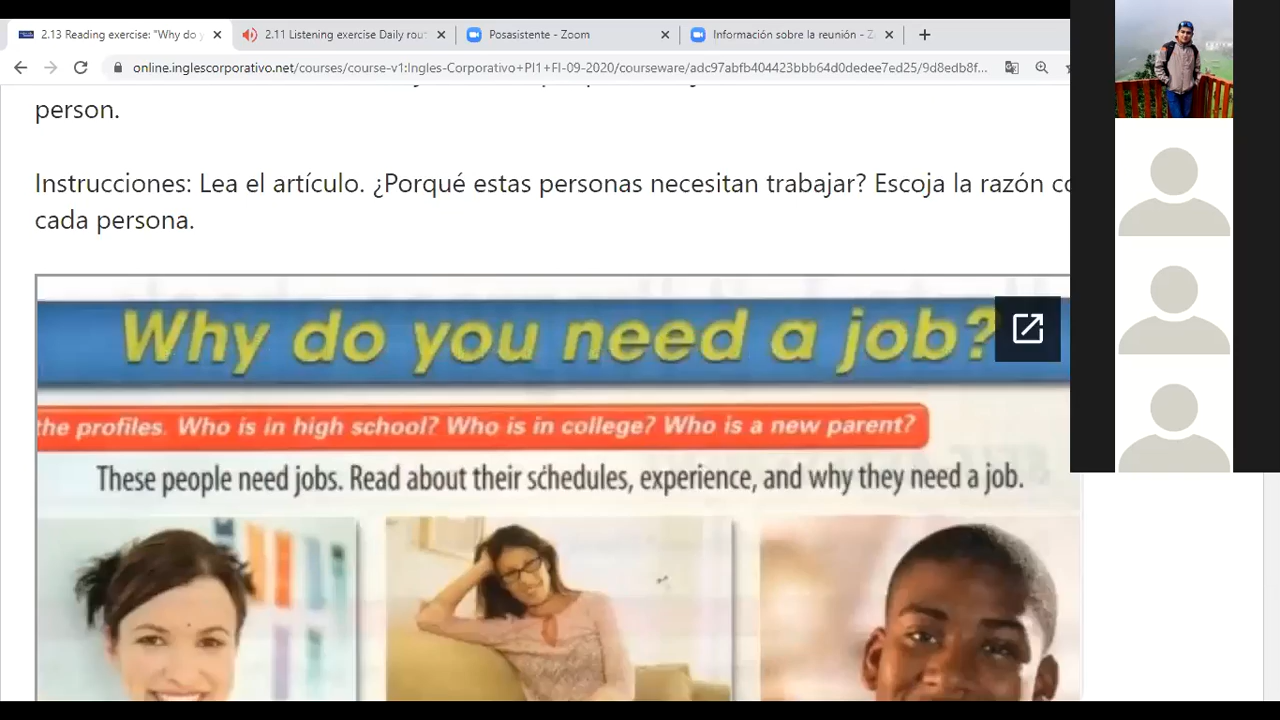 2.13 Reading exercise: "Why do
2.11 Listening exercise Daily rou
Posasistente - Zoom
Información sobre la reunión - Z
online.inglescorporativo.net/courses/course-v1:Ingles-Corporativo+PI1+FI-09-2020/courseware/adc97abfb404423bbb64d0dedee7ed25/9d8edb8f...
person.
Instrucciones: Lea el artículo. ¿Porqué estas personas necesitan trabajar? Escoja la razón co
cada persona.
Why do you need a job?
the profiles. Who is in high school? Who is in college? Who is a new parent?
These people need jobs. Read about their schedules, experience, and why they need a job.